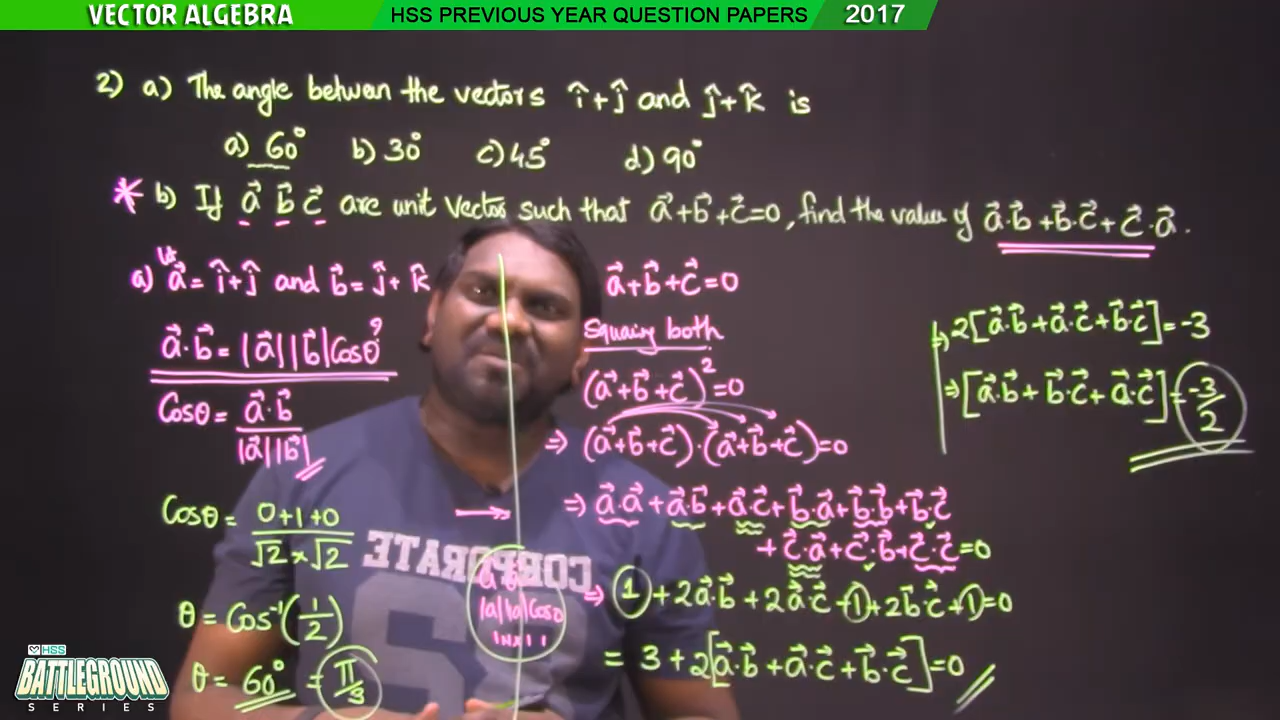 VECTOR ALGEBRA HSS PREVIOUS YEAR QUESTION PAPERS 2017
2) a) The angle between the vectors î+ĵ and ĵ+k̂ is
a) 60° b) 30° c) 45° d) 90°
* b) If a⃗ b⃗ c⃗ are unit vectors such that a⃗+b⃗+c⃗=0, find the value of a⃗·b⃗+b⃗·c⃗+c⃗·a⃗.
a) let a⃗=î+ĵ and b⃗=ĵ+k̂
a⃗·b⃗=|a⃗||b⃗|Cosθ?
Cosθ= a⃗·b⃗
|a⃗||b⃗|
Cosθ= 0+1+0
√2×√2
θ= Cos⁻¹(1/2)
θ= 60° = π/3
a⃗+b⃗+c⃗=0
Squaring both
(a⃗+b⃗+c⃗)²=0
⇒ (a⃗+b⃗+c⃗)·(a⃗+b⃗+c⃗)=0
⇒ a⃗·a⃗+a⃗·b⃗+a⃗·c⃗+b⃗·a⃗+b⃗·b⃗+b⃗·c⃗
+c⃗·a⃗+c⃗·b⃗+c⃗·c⃗=0
⇒ 1+2a⃗·b⃗+2a⃗·c⃗+1+2b⃗·c⃗+1=0
= 3+2[a⃗·b⃗+a⃗·c⃗+b⃗·c⃗]=0
|a||a|Cos0
⇒2[a⃗·b⃗+a⃗·c⃗+b⃗·c⃗]=-3
⇒[a⃗·b⃗+b⃗·c⃗+a⃗·c⃗]=-3/2
CORPORATE
HSS
BATTLEGROUND
SERIES